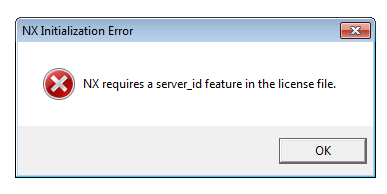 NX Initialization Error
NX requires a server_id feature in the license file.
OK